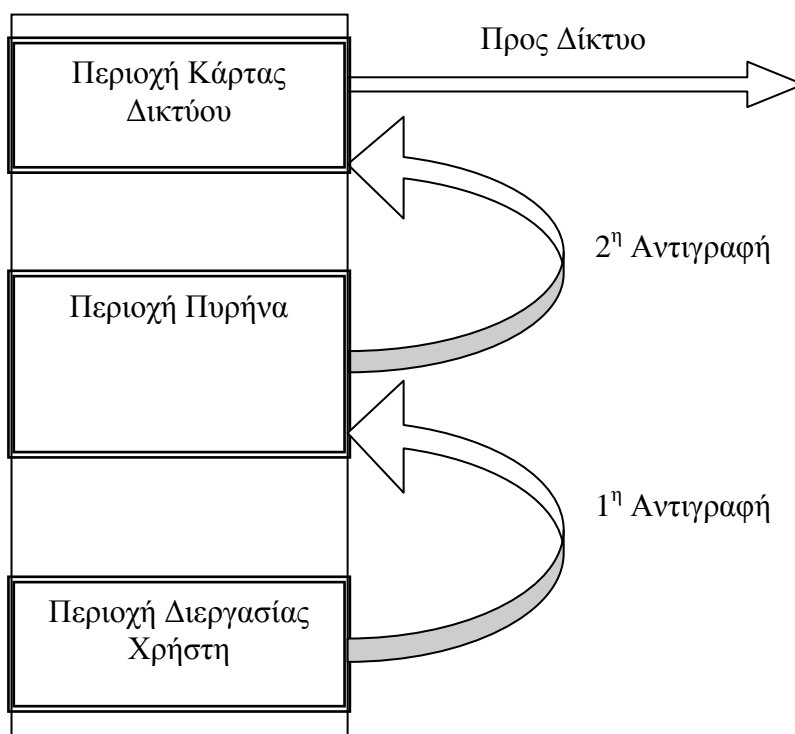 Προς Δίκτυο
Περιοχή Κάρτας
Δικτύου
2η Αντιγραφή
Περιοχή Πυρήνα
1η Αντιγραφή
Περιοχή Διεργασίας
Χρήστη